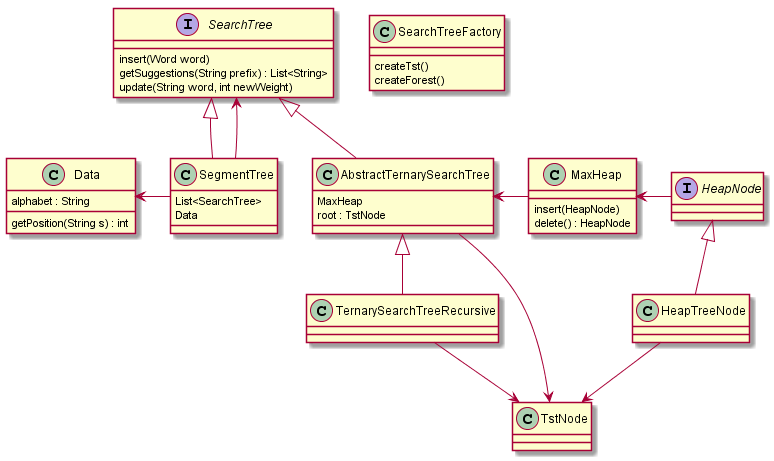 I SearchTree
insert(Word word)
getSuggestions(String prefix) : List<String>
update(String word, int newWeight)
C SearchTreeFactory
createTst()
createForest()
C Data
alphabet : String
getPosition(String s) : int
C SegmentTree
List<SearchTree>
Data
C AbstractTernarySearchTree
MaxHeap
root : TstNode
C MaxHeap
insert(HeapNode)
delete() : HeapNode
I HeapNode
C TernarySearchTreeRecursive
C HeapTreeNode
C TstNode